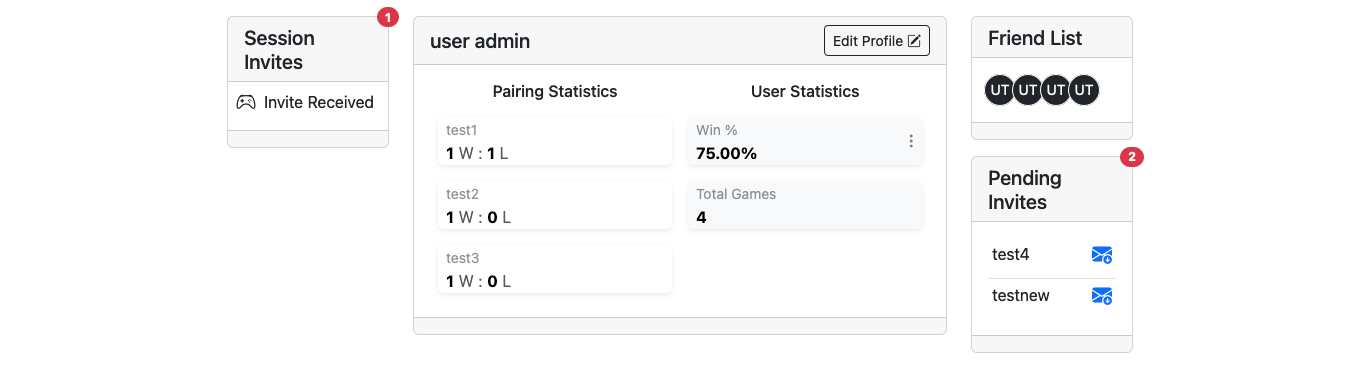 1
Session
Invites
Invite Received
user admin
Edit Profile
Pairing Statistics
test1
1 W : 1 L
test2
1 W : 0 L
test3
1 W : 0 L
User Statistics
Win %
75.00%
Total Games
4
Friend List
UT UT UT UT
2
Pending
Invites
test4
testnew